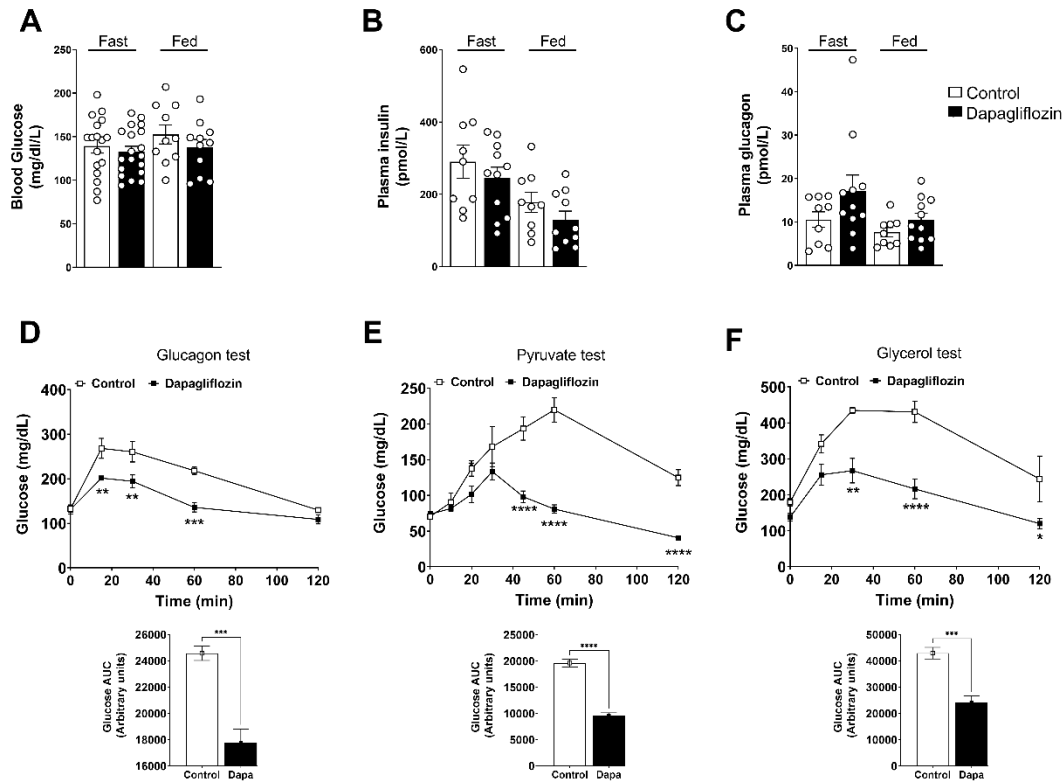 A
Fast Fed
Blood Glucose
(mg/dl/L)
250
200
150
100
50
0
B
Fast Fed
Plasma insulin
(pmol/L)
600
400
200
0
C
Fast Fed
Plasma glucagon
(pmol/L)
50
40
30
20
10
0
Control
Dapagliflozin
D
Glucagon test
Control Dapagliflozin
Glucose (mg/dL)
400
300
200
100
0
** ** ***
0 20 40 60 80 100 120
Time (min)
E
Pyruvate test
Control Dapagliflozin
Glucose (mg/dL)
250
200
150
100
50
0
**** **** ****
0 20 40 60 80 100 120
Time (min)
F
Glycerol test
Control Dapagliflozin
Glucose (mg/dL)
500
400
300
200
100
0
** **** *
0 20 40 60 80 100 120
Time (min)
Glucose AUC
(Arbitrary units)
26000
24000
22000
20000
18000
16000
***
Control Dapa
Glucose AUC
(Arbitrary units)
20000
15000
10000
5000
0
****
Control Dapa
Glucose AUC
(Arbitrary units)
50000
40000
30000
20000
10000
0
***
Control Dapa